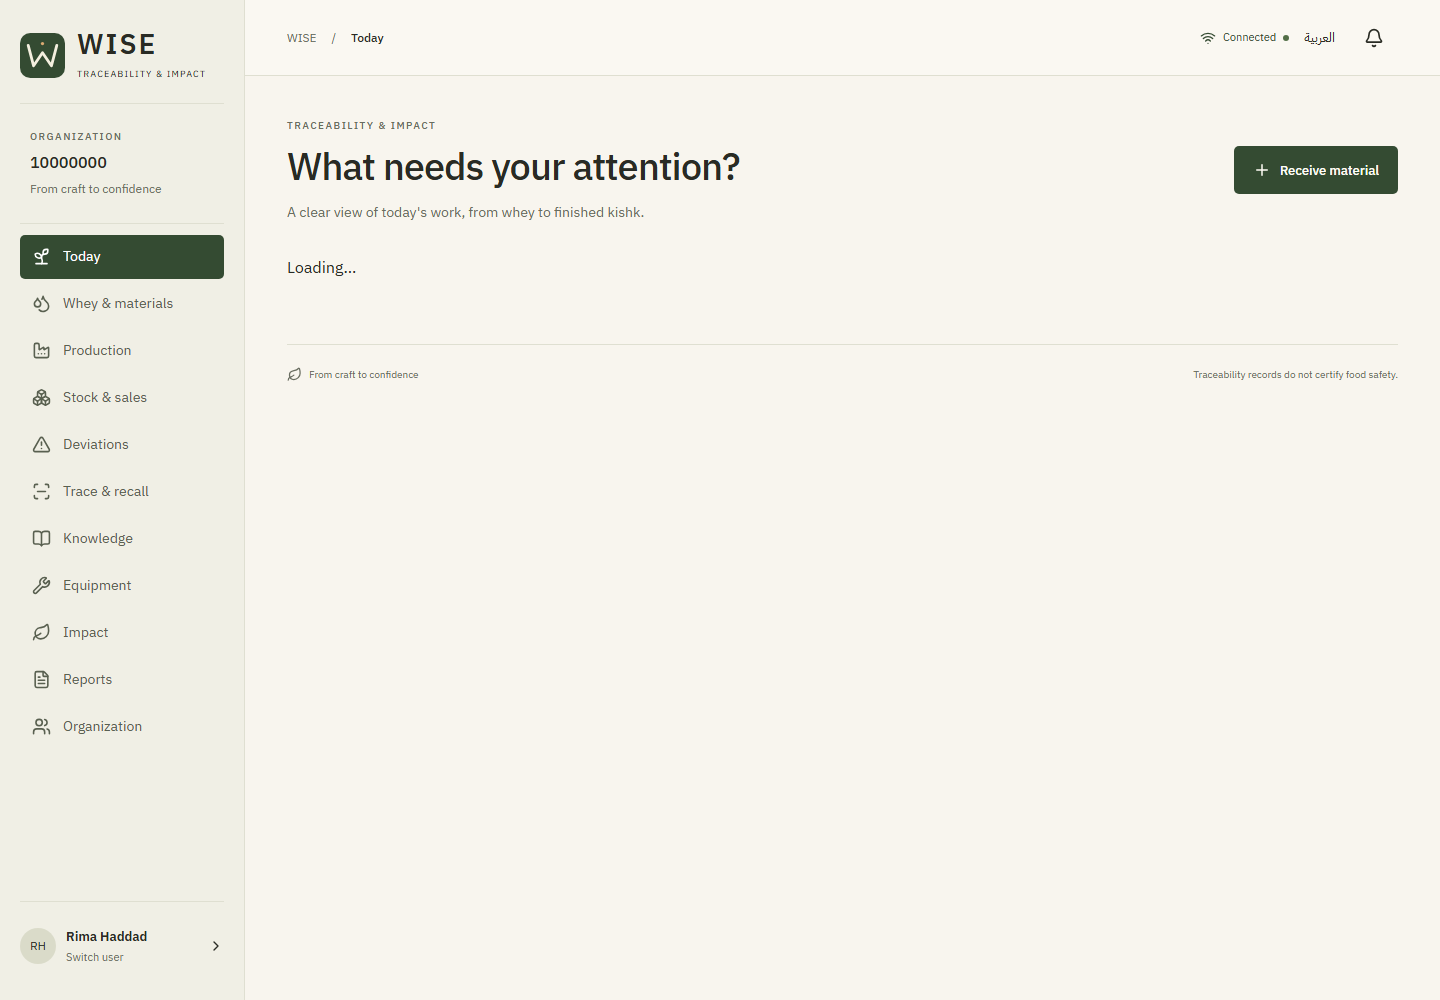 WISE
TRACEABILITY & IMPACT
ORGANIZATION
10000000
From craft to confidence
Today
Whey & materials
Production
Stock & sales
Deviations
Trace & recall
Knowledge
Equipment
Impact
Reports
Organization
RH
Rima Haddad
Switch user
WISE / Today
Connected
العربية
TRACEABILITY & IMPACT
What needs your attention?
A clear view of today's work, from whey to finished kishk.
Receive material
Loading...
From craft to confidence
Traceability records do not certify food safety.